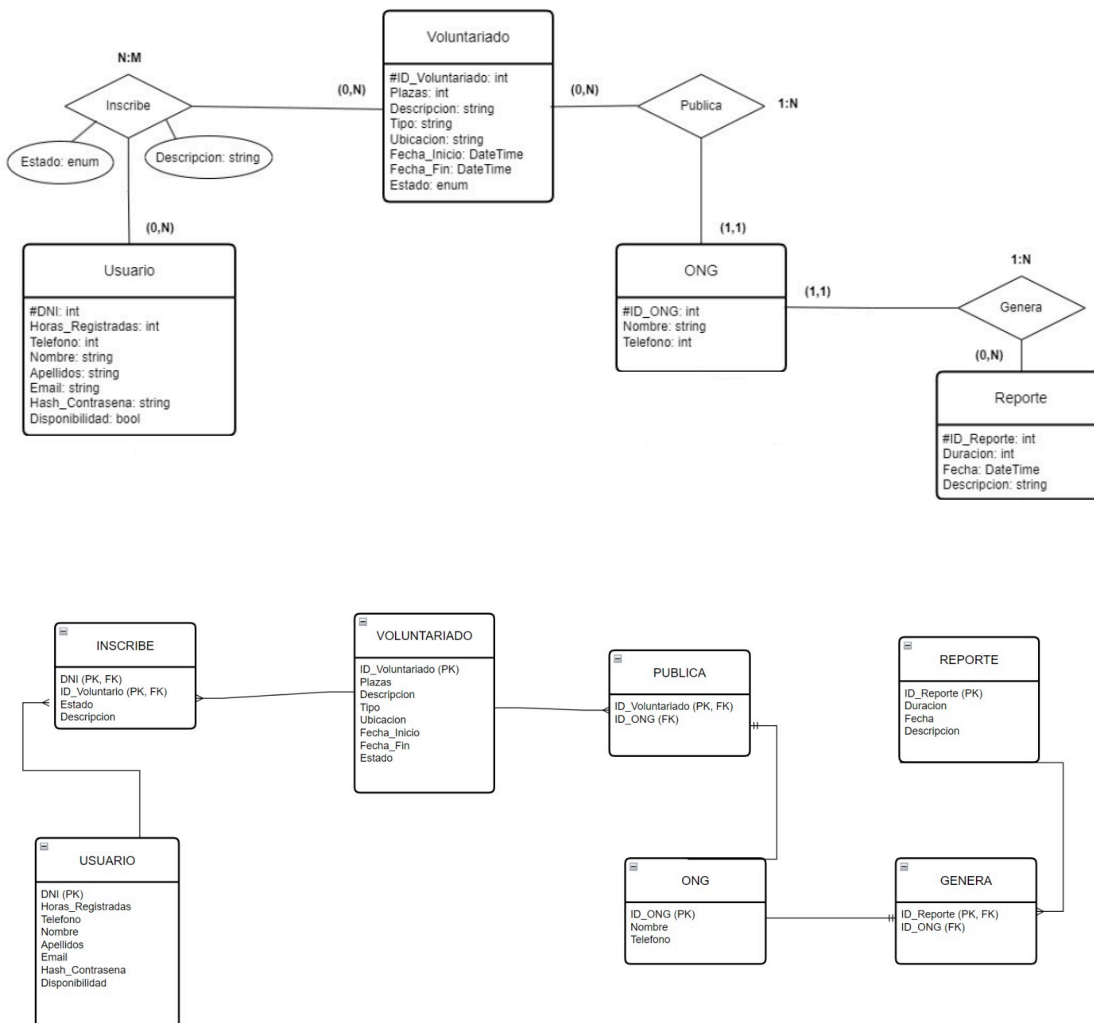 Voluntariado
#ID_Voluntariado: int
Plazas: int
Descripcion: string
Tipo: string
Ubicacion: string
Fecha_Inicio: DateTime
Fecha_Fin: DateTime
Estado: enum
N:M
Inscribe
(0,N)
(0,N)
Publica
1:N
Estado: enum
Descripcion: string
(0,N)
(1,1)
Usuario
#DNI: int
Horas_Registradas: int
Telefono: int
Nombre: string
Apellidos: string
Email: string
Hash_Contrasena: string
Disponibilidad: bool
ONG
#ID_ONG: int
Nombre: string
Telefono: int
(1,1)
1:N
Genera
(0,N)
Reporte
#ID_Reporte: int
Duracion: int
Fecha: DateTime
Descripcion: string
INSCRIBE
DNI (PK, FK)
ID_Voluntario (PK, FK)
Estado
Descripcion
VOLUNTARIADO
ID_Voluntariado (PK)
Plazas
Descripcion
Tipo
Ubicacion
Fecha_Inicio
Fecha_Fin
Estado
PUBLICA
ID_Voluntariado (PK, FK)
ID_ONG (FK)
REPORTE
ID_Reporte (PK)
Duracion
Fecha
Descripcion
USUARIO
DNI (PK)
Horas_Registradas
Telefono
Nombre
Apellidos
Email
Hash_Contrasena
Disponibilidad
ONG
ID_ONG (PK)
Nombre
Telefono
GENERA
ID_Reporte (PK, FK)
ID_ONG (FK)